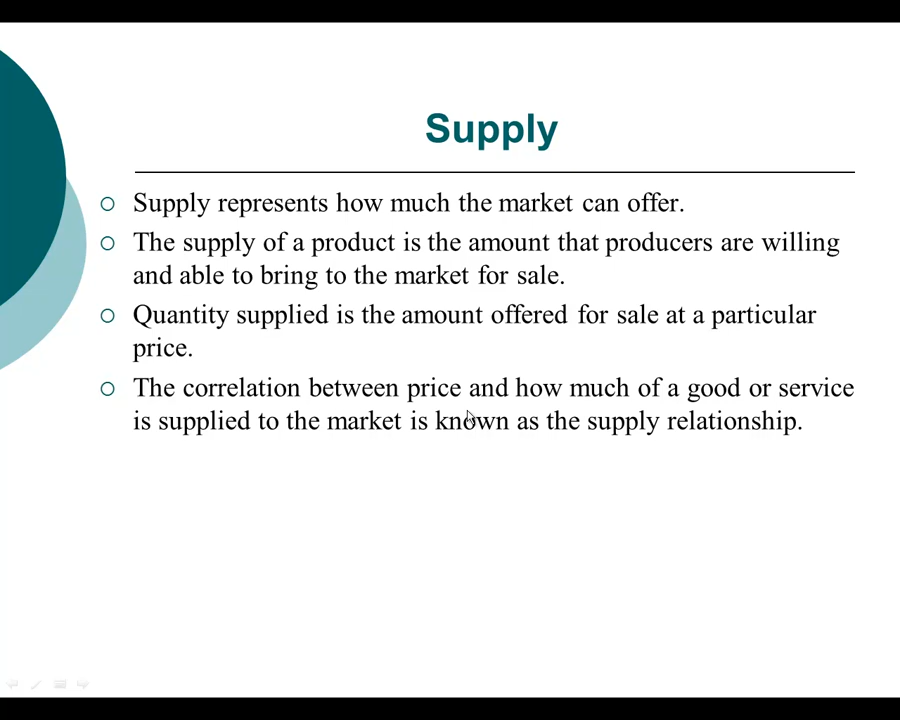 Supply
Supply represents how much the market can offer.
The supply of a product is the amount that producers are willing
and able to bring to the market for sale.
Quantity supplied is the amount offered for sale at a particular
price.
The correlation between price and how much of a good or service
is supplied to the market is known as the supply relationship.